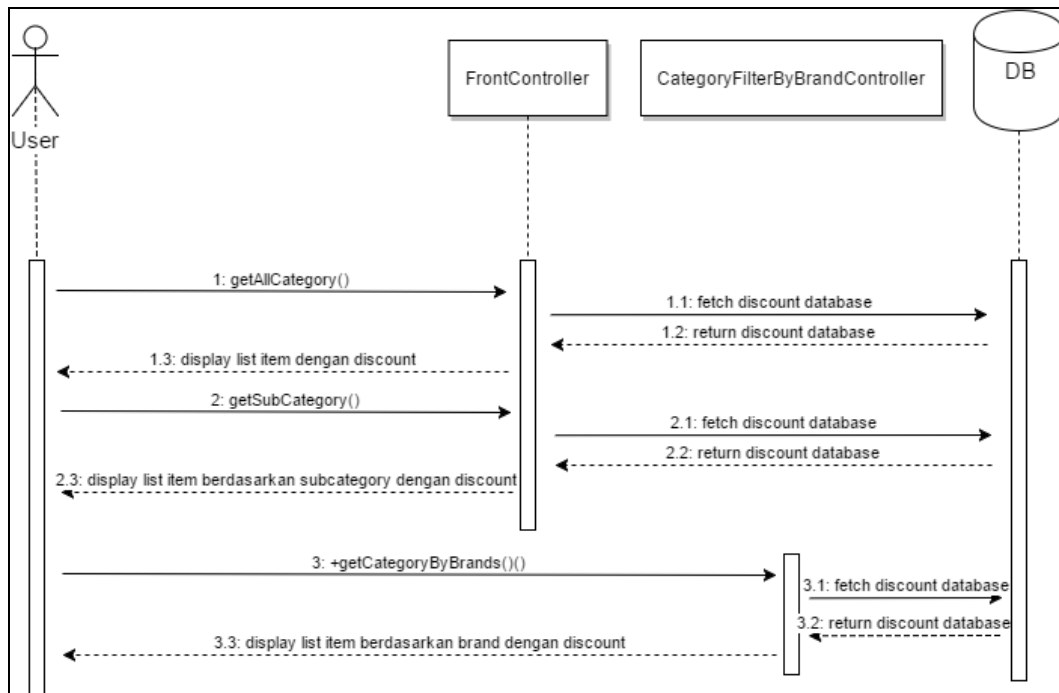 FrontController
CategoryFilterByBrandController
DB
User
1: getAllCategory()
1.1: fetch discount database
1.2: return discount database
1.3: display list item dengan discount
2: getSubCategory()
2.1: fetch discount database
2.2: return discount database
2.3: display list item berdasarkan subcategory dengan discount
3: +getCategoryByBrands()()
3.1: fetch discount database
3.2: return discount database
3.3: display list item berdasarkan brand dengan discount